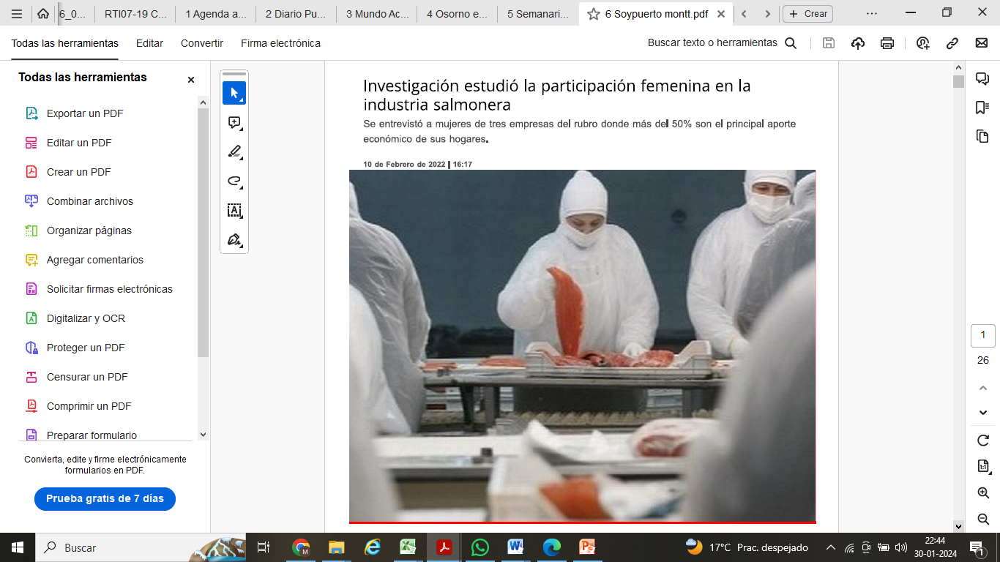 6_0...
RTI07-19 C...
1 Agenda a...
2 Diario Pu...
3 Mundo Ac...
4 Osorno e...
5 Semanari...
6 Soypuerto montt.pdf
Crear
Todas las herramientas
Editar
Convertir
Firma electrónica
Buscar texto o herramientas
Todas las herramientas
Exportar un PDF
Editar un PDF
Crear un PDF
Combinar archivos
Organizar páginas
Agregar comentarios
Solicitar firmas electrónicas
Digitalizar y OCR
Proteger un PDF
Censurar un PDF
Comprimir un PDF
Preparar formulario
Convierta, edite y firme electrónicamente
formularios en PDF.
Prueba gratis de 7 días
Investigación estudió la participación femenina en la
industria salmonera
Se entrevistó a mujeres de tres empresas del rubro donde más del 50% son el principal aporte
económico de sus hogares.
10 de Febrero de 2022 | 16:17
1
26
1:1
Buscar
M
17°C Prac. despejado
22:44
30-01-2024
1